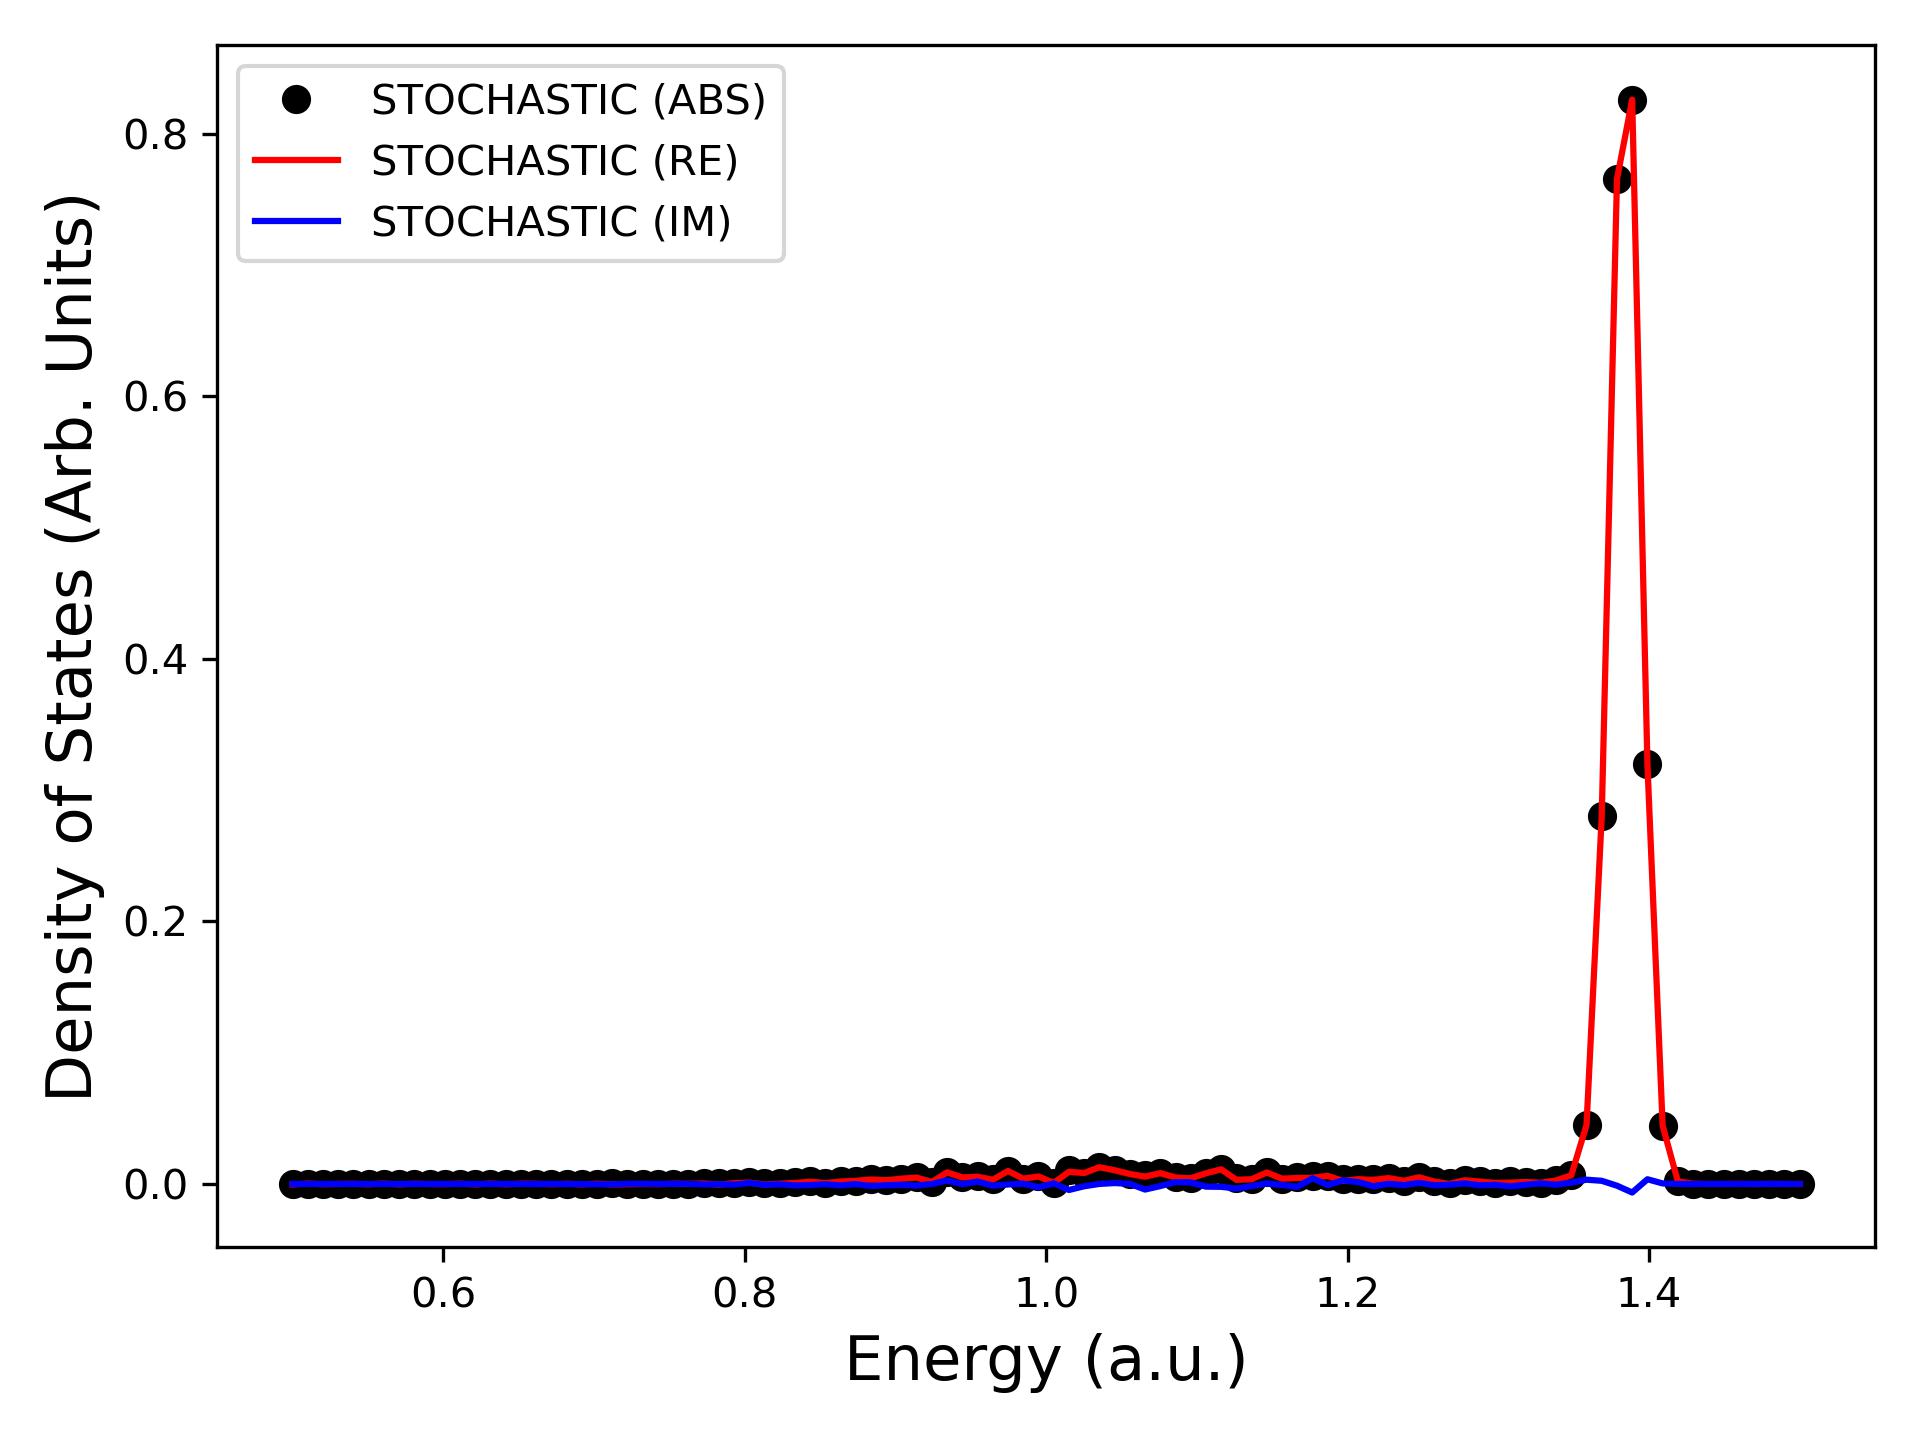 STOCHASTIC (ABS)
STOCHASTIC (RE)
STOCHASTIC (IM)
Density of States (Arb. Units)
0.8
0.6
0.4
0.2
0.0
0.6 0.8 1.0 1.2 1.4
Energy (a.u.)